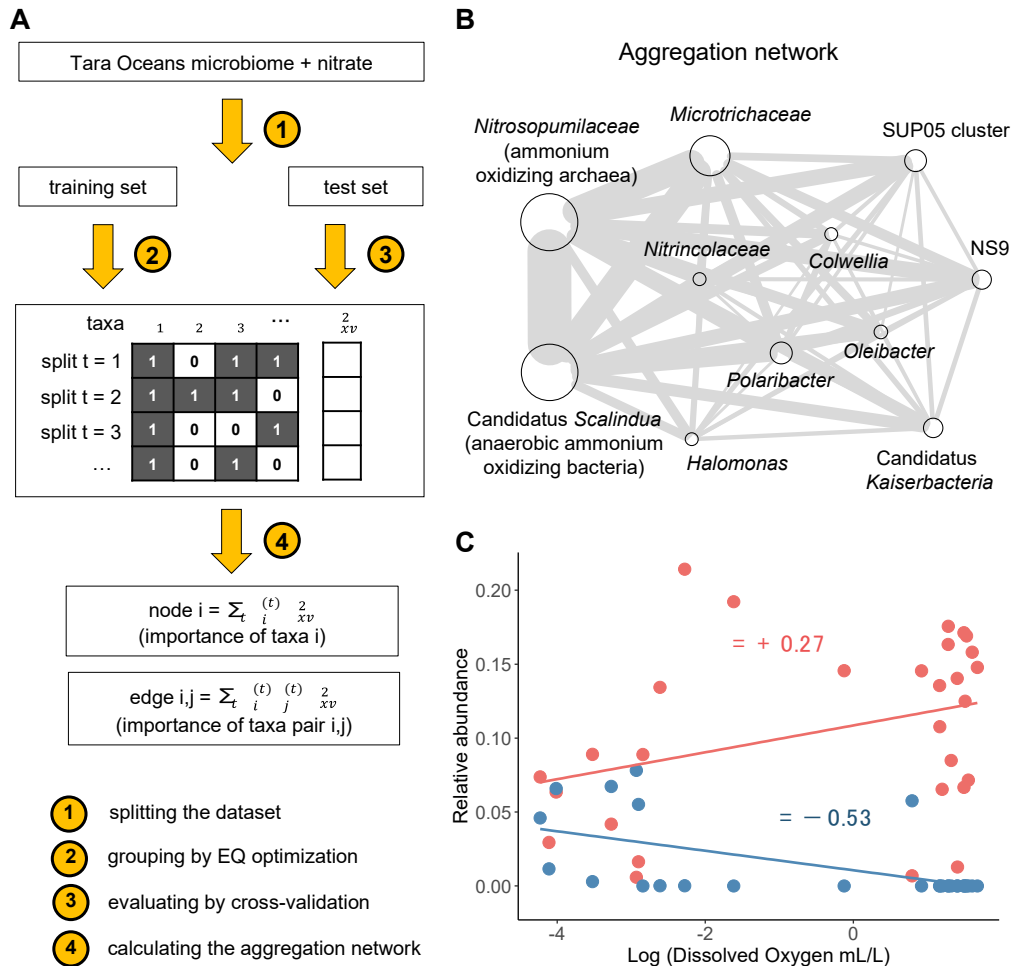 A
Tara Oceans microbiome + nitrate
1
training set
test set
2
3
taxa 1 2 3 ... 2 xv
split t = 1 1 0 1 1
split t = 2 1 1 1 0
split t = 3 1 0 0 1
... 1 0 1 0
4
node i = Σt i(t) 2 xv
(importance of taxa i)
edge i,j = Σt i(t) j(t) 2 xv
(importance of taxa pair i,j)
1 splitting the dataset
2 grouping by EQ optimization
3 evaluating by cross-validation
4 calculating the aggregation network
B
Aggregation network
Microtrichaceae
Nitrosopumilaceae
(ammonium
oxidizing archaea)
SUP05 cluster
Nitrincolaceae
Colwellia
NS9
Oleibacter
Polaribacter
Candidatus Scalindua
(anaerobic ammonium
oxidizing bacteria)
Halomonas
Candidatus
Kaiserbacteria
C
Relative abundance
0.20
0.15
0.10
0.05
0.00
= + 0.27
= − 0.53
-4 -2 0
Log (Dissolved Oxygen mL/L)